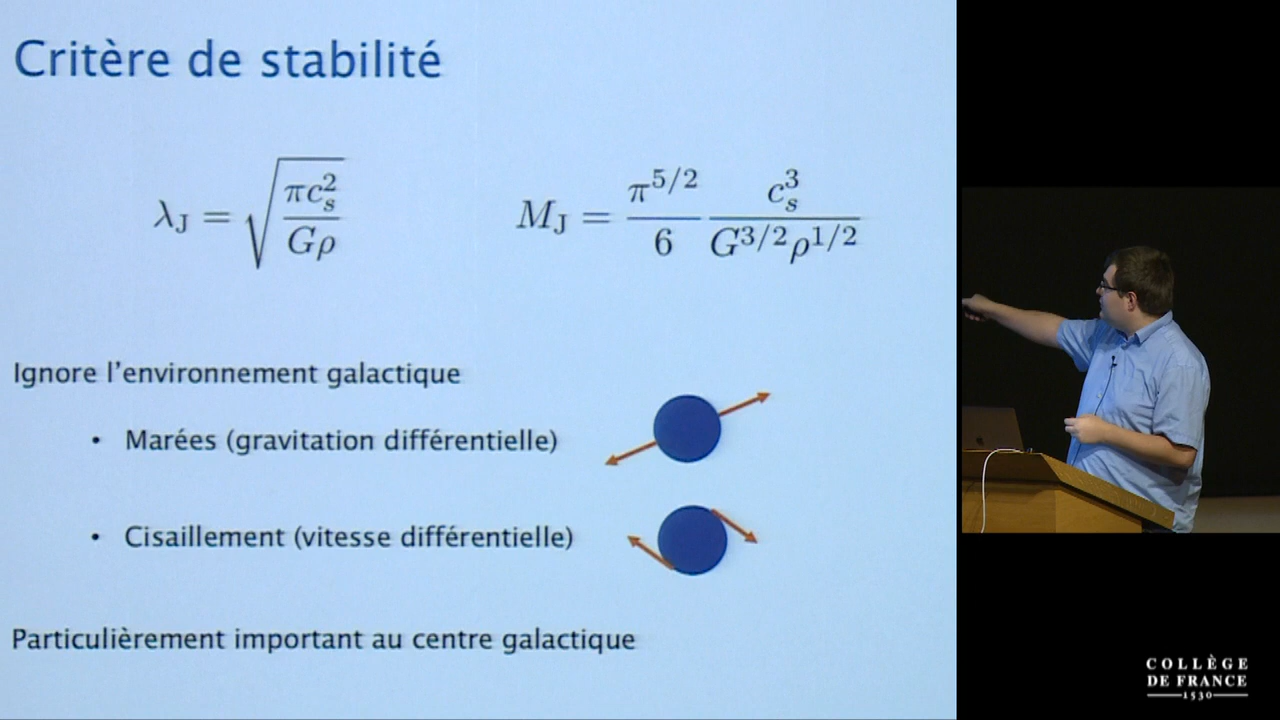 Critère de stabilité
λ_J = √(πc_s²/Gρ)
M_J = π^{5/2}/6 c_s³/(G^{3/2}ρ^{1/2})
Ignore l'environnement galactique
• Marées (gravitation différentielle)
• Cisaillement (vitesse différentielle)
Particulièrement important au centre galactique
COLLÈGE
DE FRANCE
1530